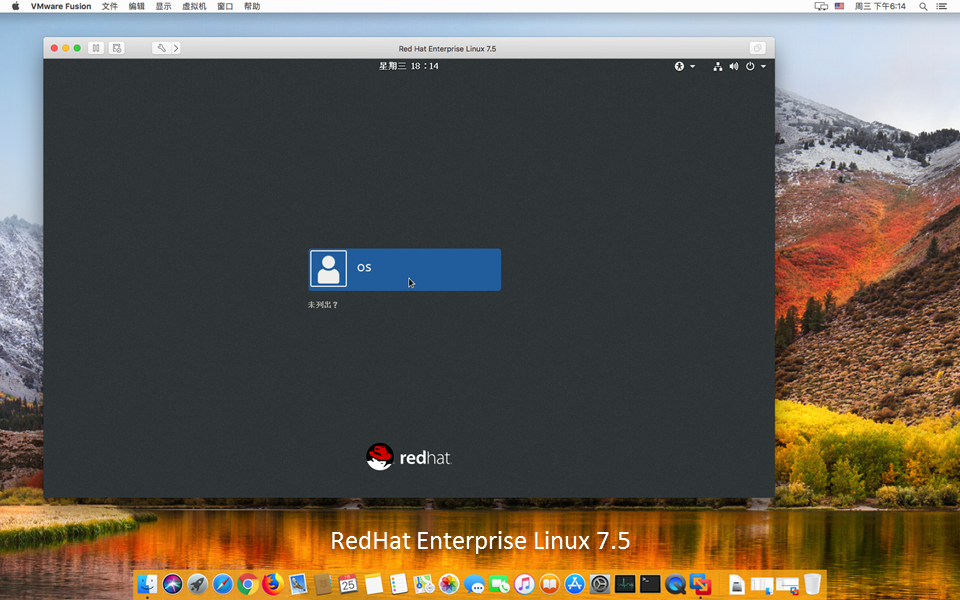 VMware Fusion 文件 编辑 显示 虚拟机 窗口 帮助 周三 下午6:14
Red Hat Enterprise Linux 7.5
星期三 18：14
os
未列出？
redhat.
RedHat Enterprise Linux 7.5
25